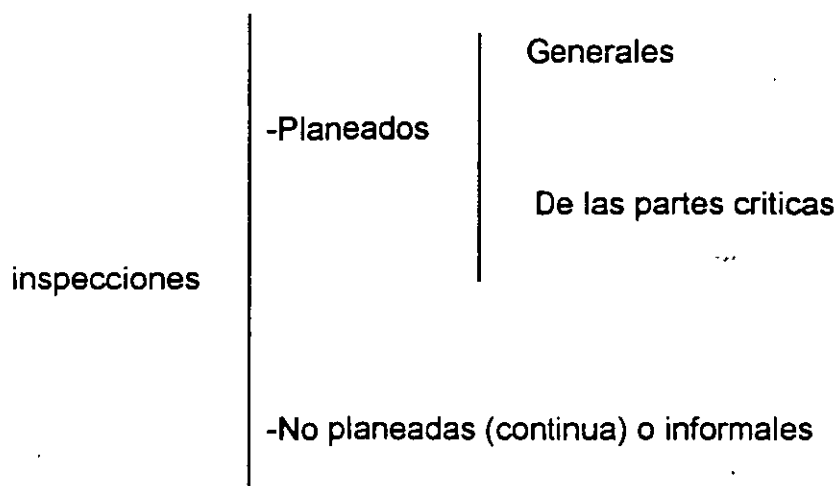 Generales
-Planeados
De las partes criticas
inspecciones
-No planeadas (continua) o informales